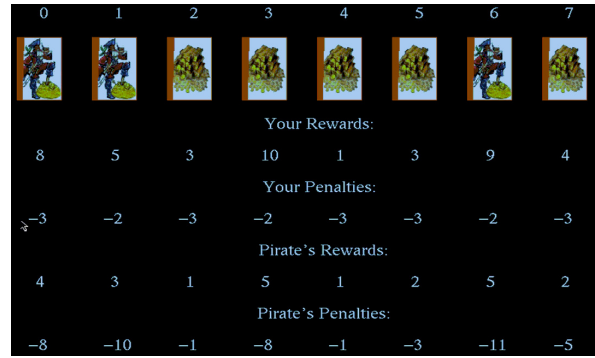 0 1 2 3 4 5 6 7
Your Rewards:
8 5 3 10 1 3 9 4
Your Penalties:
−3 −2 −3 −2 −3 −3 −2 −3
Pirate's Rewards:
4 3 1 5 1 2 5 2
Pirate's Penalties:
−8 −10 −1 −8 −1 −3 −11 −5